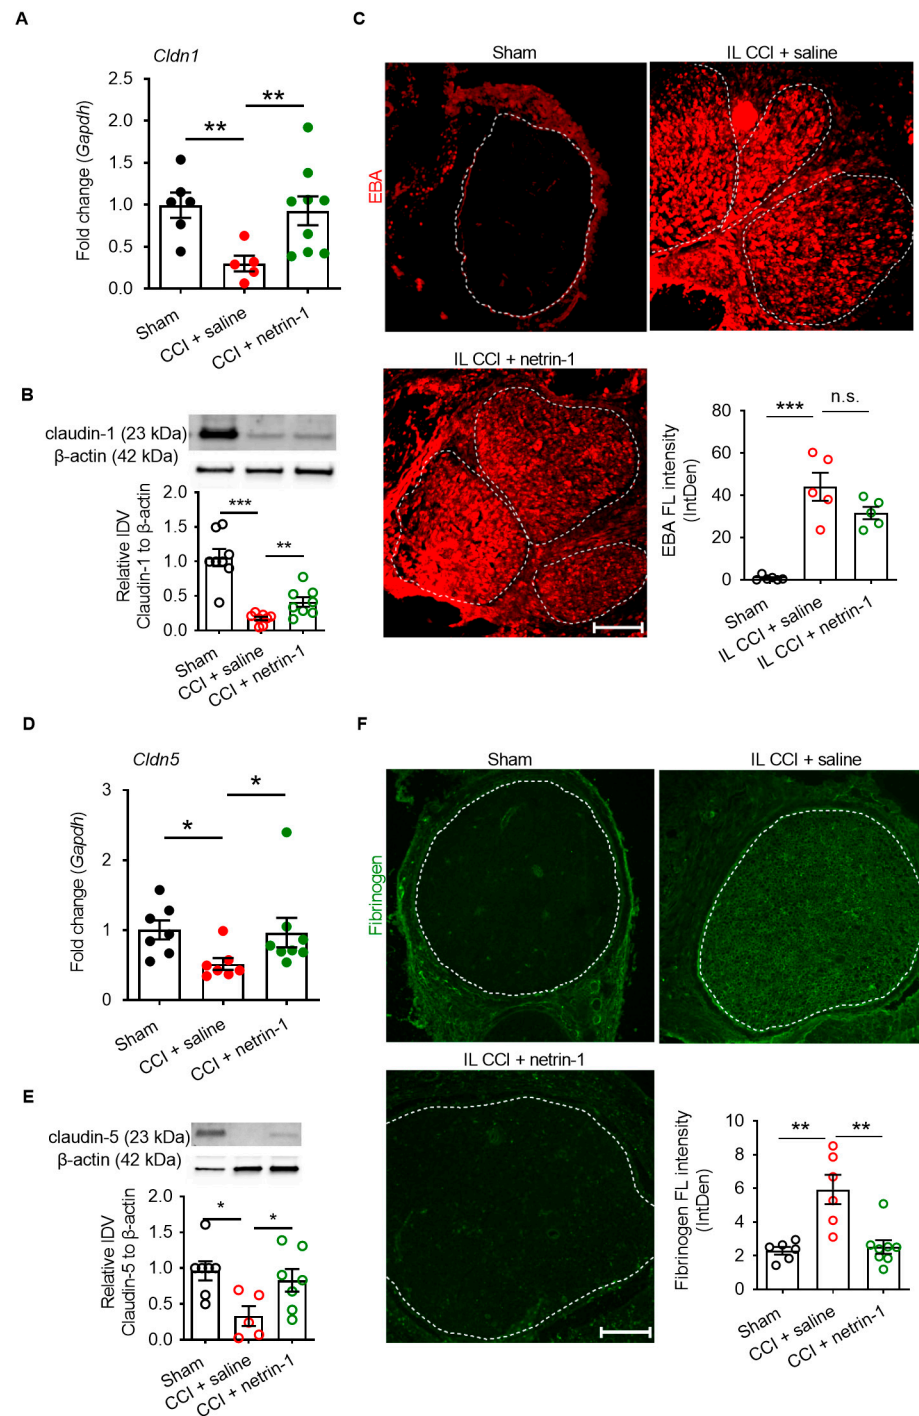 A
Cldn1
Fold change (Gapdh)
2.5
2.0
1.5
1.0
0.5
0.0
**
**
Sham
CCI + saline
CCI + netrin-1
B
claudin-1 (23 kDa)
β-actin (42 kDa)
Relative IDV
Claudin-1 to β-actin
2.0
1.5
1.0
0.5
0.0
***
**
Sham
CCI + saline
CCI + netrin-1
C
Sham
IL CCI + saline
EBA
IL CCI + netrin-1
EBA FL intensity
(IntDen)
80
60
40
20
0
***
n.s.
Sham
IL CCI + saline
IL CCI + netrin-1
D
Cldn5
Fold change (Gapdh)
3
2
1
0
*
*
Sham
CCI + saline
CCI + netrin-1
E
claudin-5 (23 kDa)
β-actin (42 kDa)
Relative IDV
Claudin-5 to β-actin
2.0
1.5
1.0
0.5
0.0
*
*
Sham
CCI + saline
CCI + netrin-1
F
Sham
IL CCI + saline
Fibrinogen
IL CCI + netrin-1
Fibrinogen FL intensity
(IntDen)
10
8
6
4
2
0
**
**
Sham
CCI + saline
CCI + netrin-1